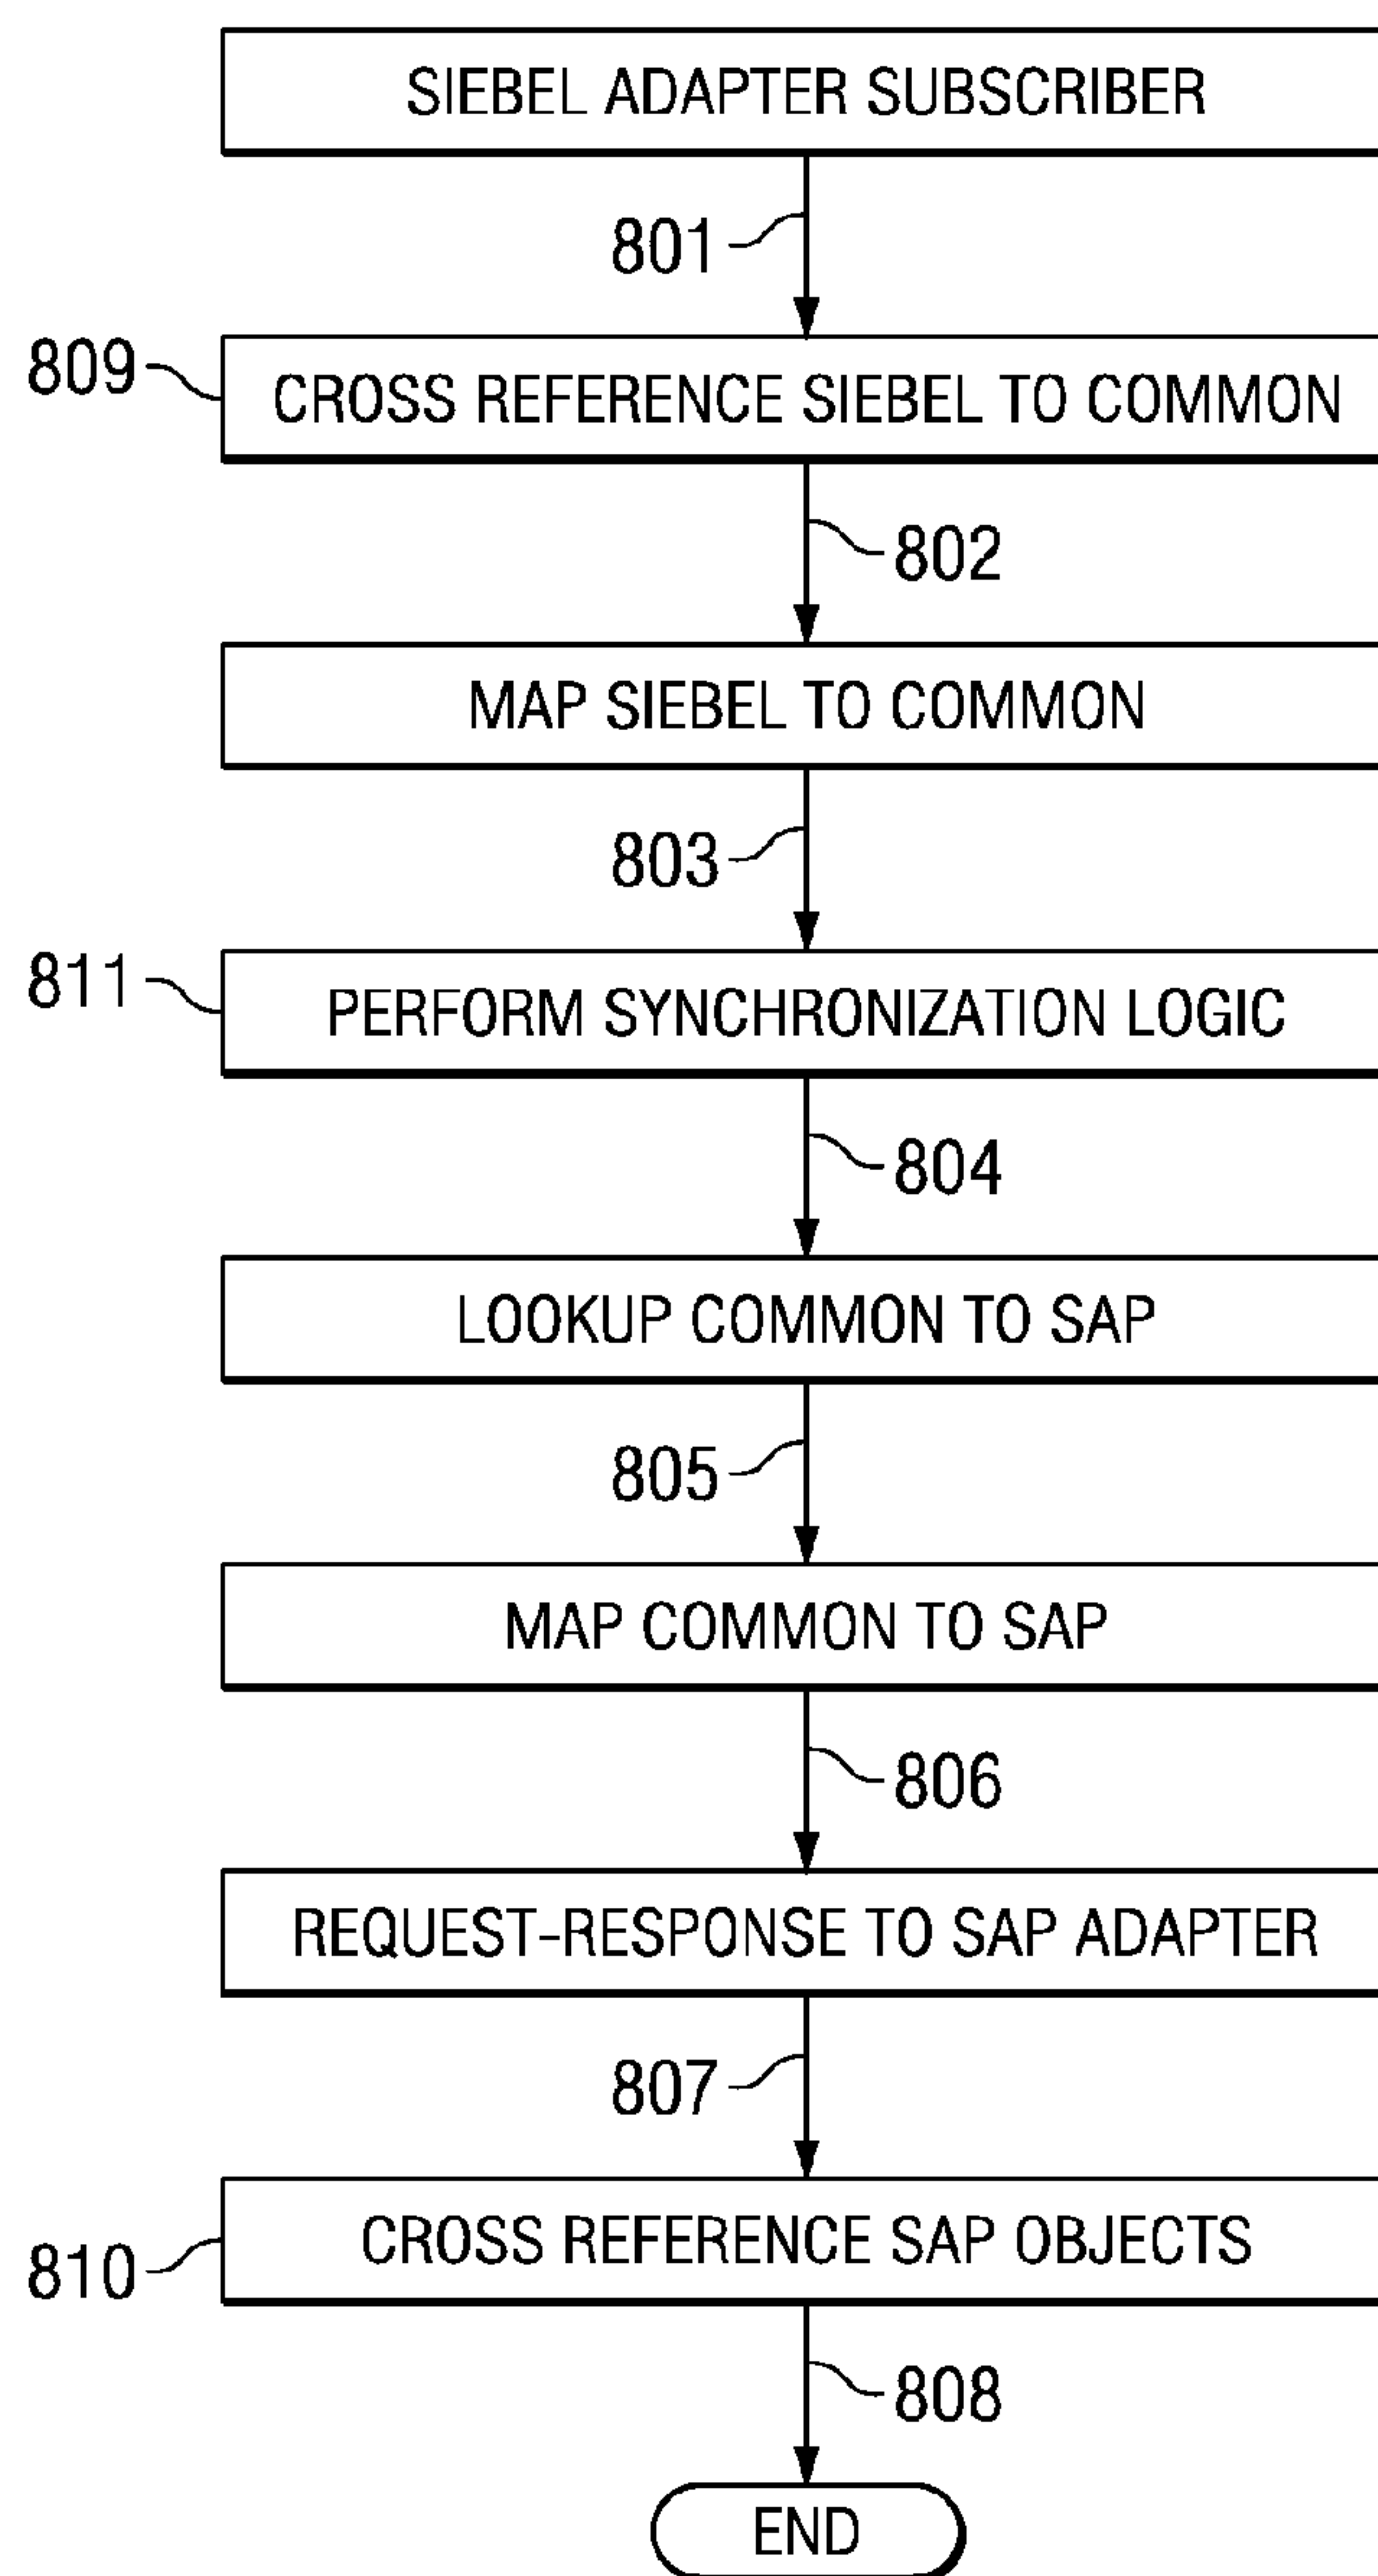 SIEBEL ADAPTER SUBSCRIBER
801
809
CROSS REFERENCE SIEBEL TO COMMON
802
MAP SIEBEL TO COMMON
803
811
PERFORM SYNCHRONIZATION LOGIC
804
LOOKUP COMMON TO SAP
805
MAP COMMON TO SAP
806
REQUEST-RESPONSE TO SAP ADAPTER
807
CROSS REFERENCE SAP OBJECTS
810
808
END